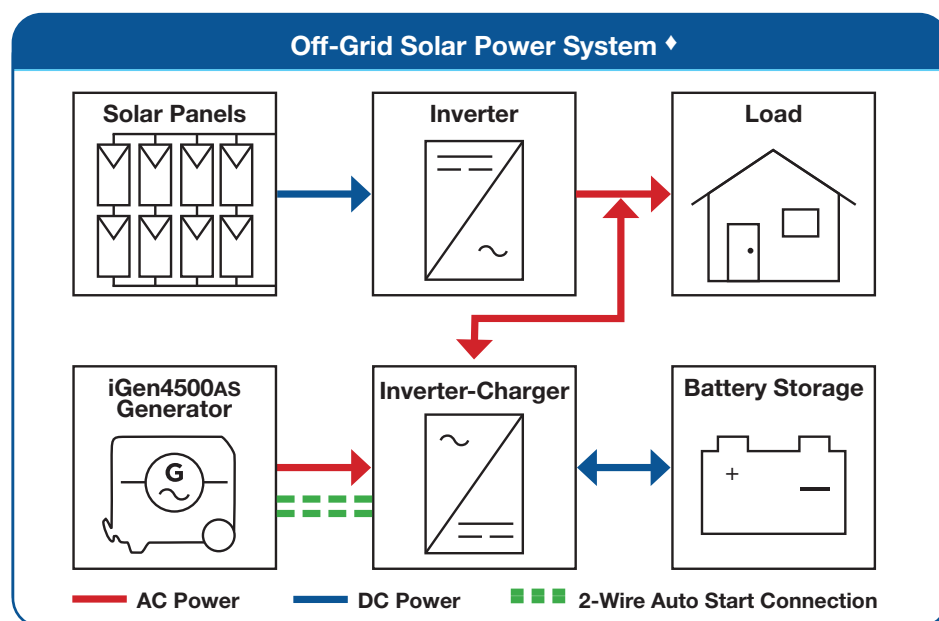 Off-Grid Solar Power System ♦
Solar Panels
Inverter
Load
iGen4500AS
Generator
G
Inverter-Charger
Battery Storage
+
AC Power
DC Power
2-Wire Auto Start Connection